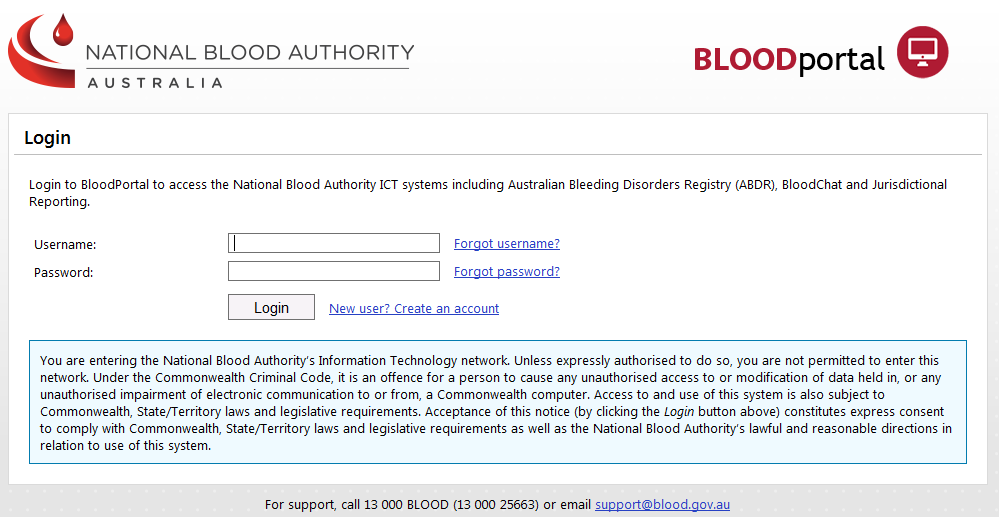 NATIONAL BLOOD AUTHORITY
AUSTRALIA
BLOODportal
Login
Login to BloodPortal to access the National Blood Authority ICT systems including Australian Bleeding Disorders Registry (ABDR), BloodChat and Jurisdictional
Reporting.
Username:
Forgot username?
Password:
Forgot password?
Login
New user? Create an account
You are entering the National Blood Authority's Information Technology network. Unless expressly authorised to do so, you are not permitted to enter this
network. Under the Commonwealth Criminal Code, it is an offence for a person to cause any unauthorised access to or modification of data held in, or any
unauthorised impairment of electronic communication to or from, a Commonwealth computer. Access to and use of this system is also subject to
Commonwealth, State/Territory laws and legislative requirements. Acceptance of this notice (by clicking the Login button above) constitutes express consent
to comply with Commonwealth, State/Territory laws and legislative requirements as well as the National Blood Authority's lawful and reasonable directions in
relation to use of this system.
For support, call 13 000 BLOOD (13 000 25663) or email support@blood.gov.au